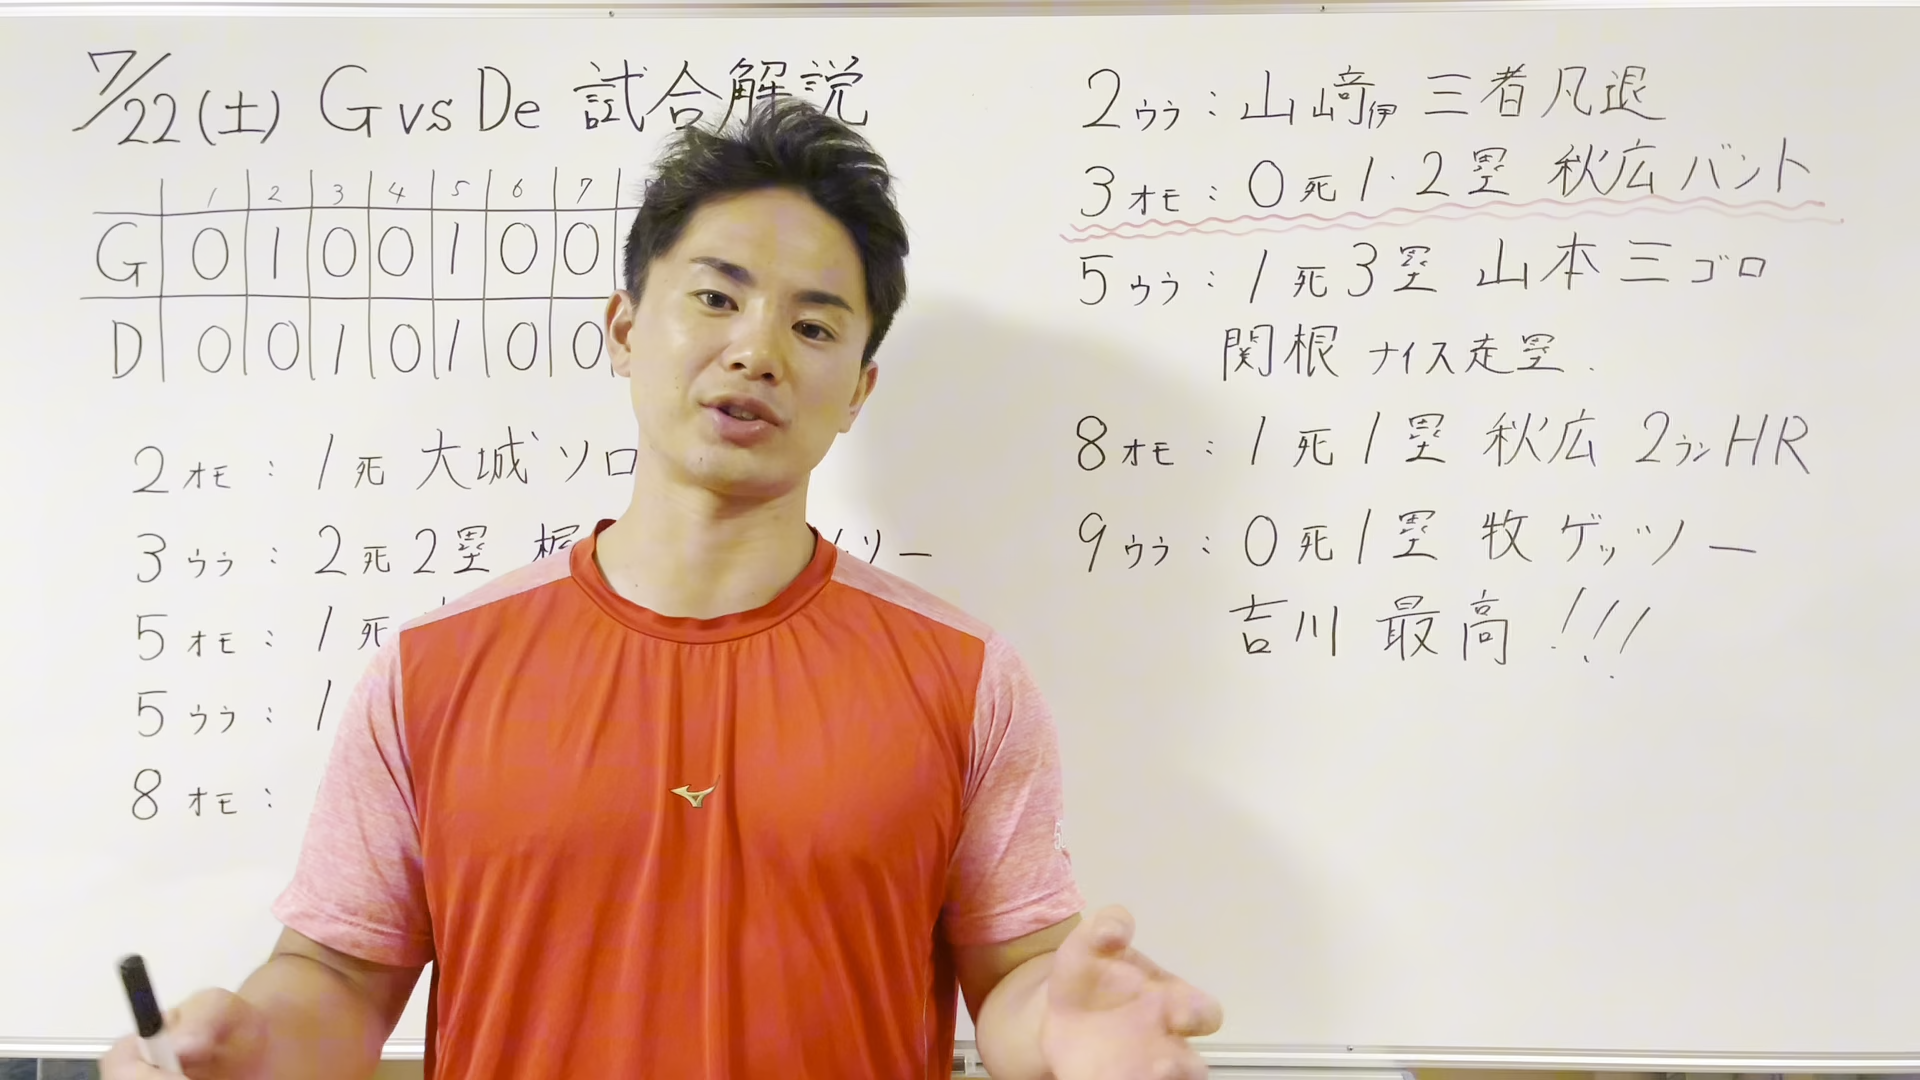 7/22(土) G vs De 試合解説
1 2 3 4 5 6 7
G 0 1 0 0 1 0 0
D 0 0 1 0 1 0 0
2オモ: 1死 大城 ソロ
3ウラ: 2死2塁 ツー
5オモ: 1死
5ウラ: 1
8オモ:
2ウラ: 山﨑伊 三者凡退
3オモ: 0死1・2塁 秋広 バント
5ウラ: 1死3塁 山本 三ゴロ
関根 ナイス走塁.
8オモ: 1死1塁 秋広 2ランHR
9ウラ: 0死1塁 牧 ゲッツー
吉川 最高!!!